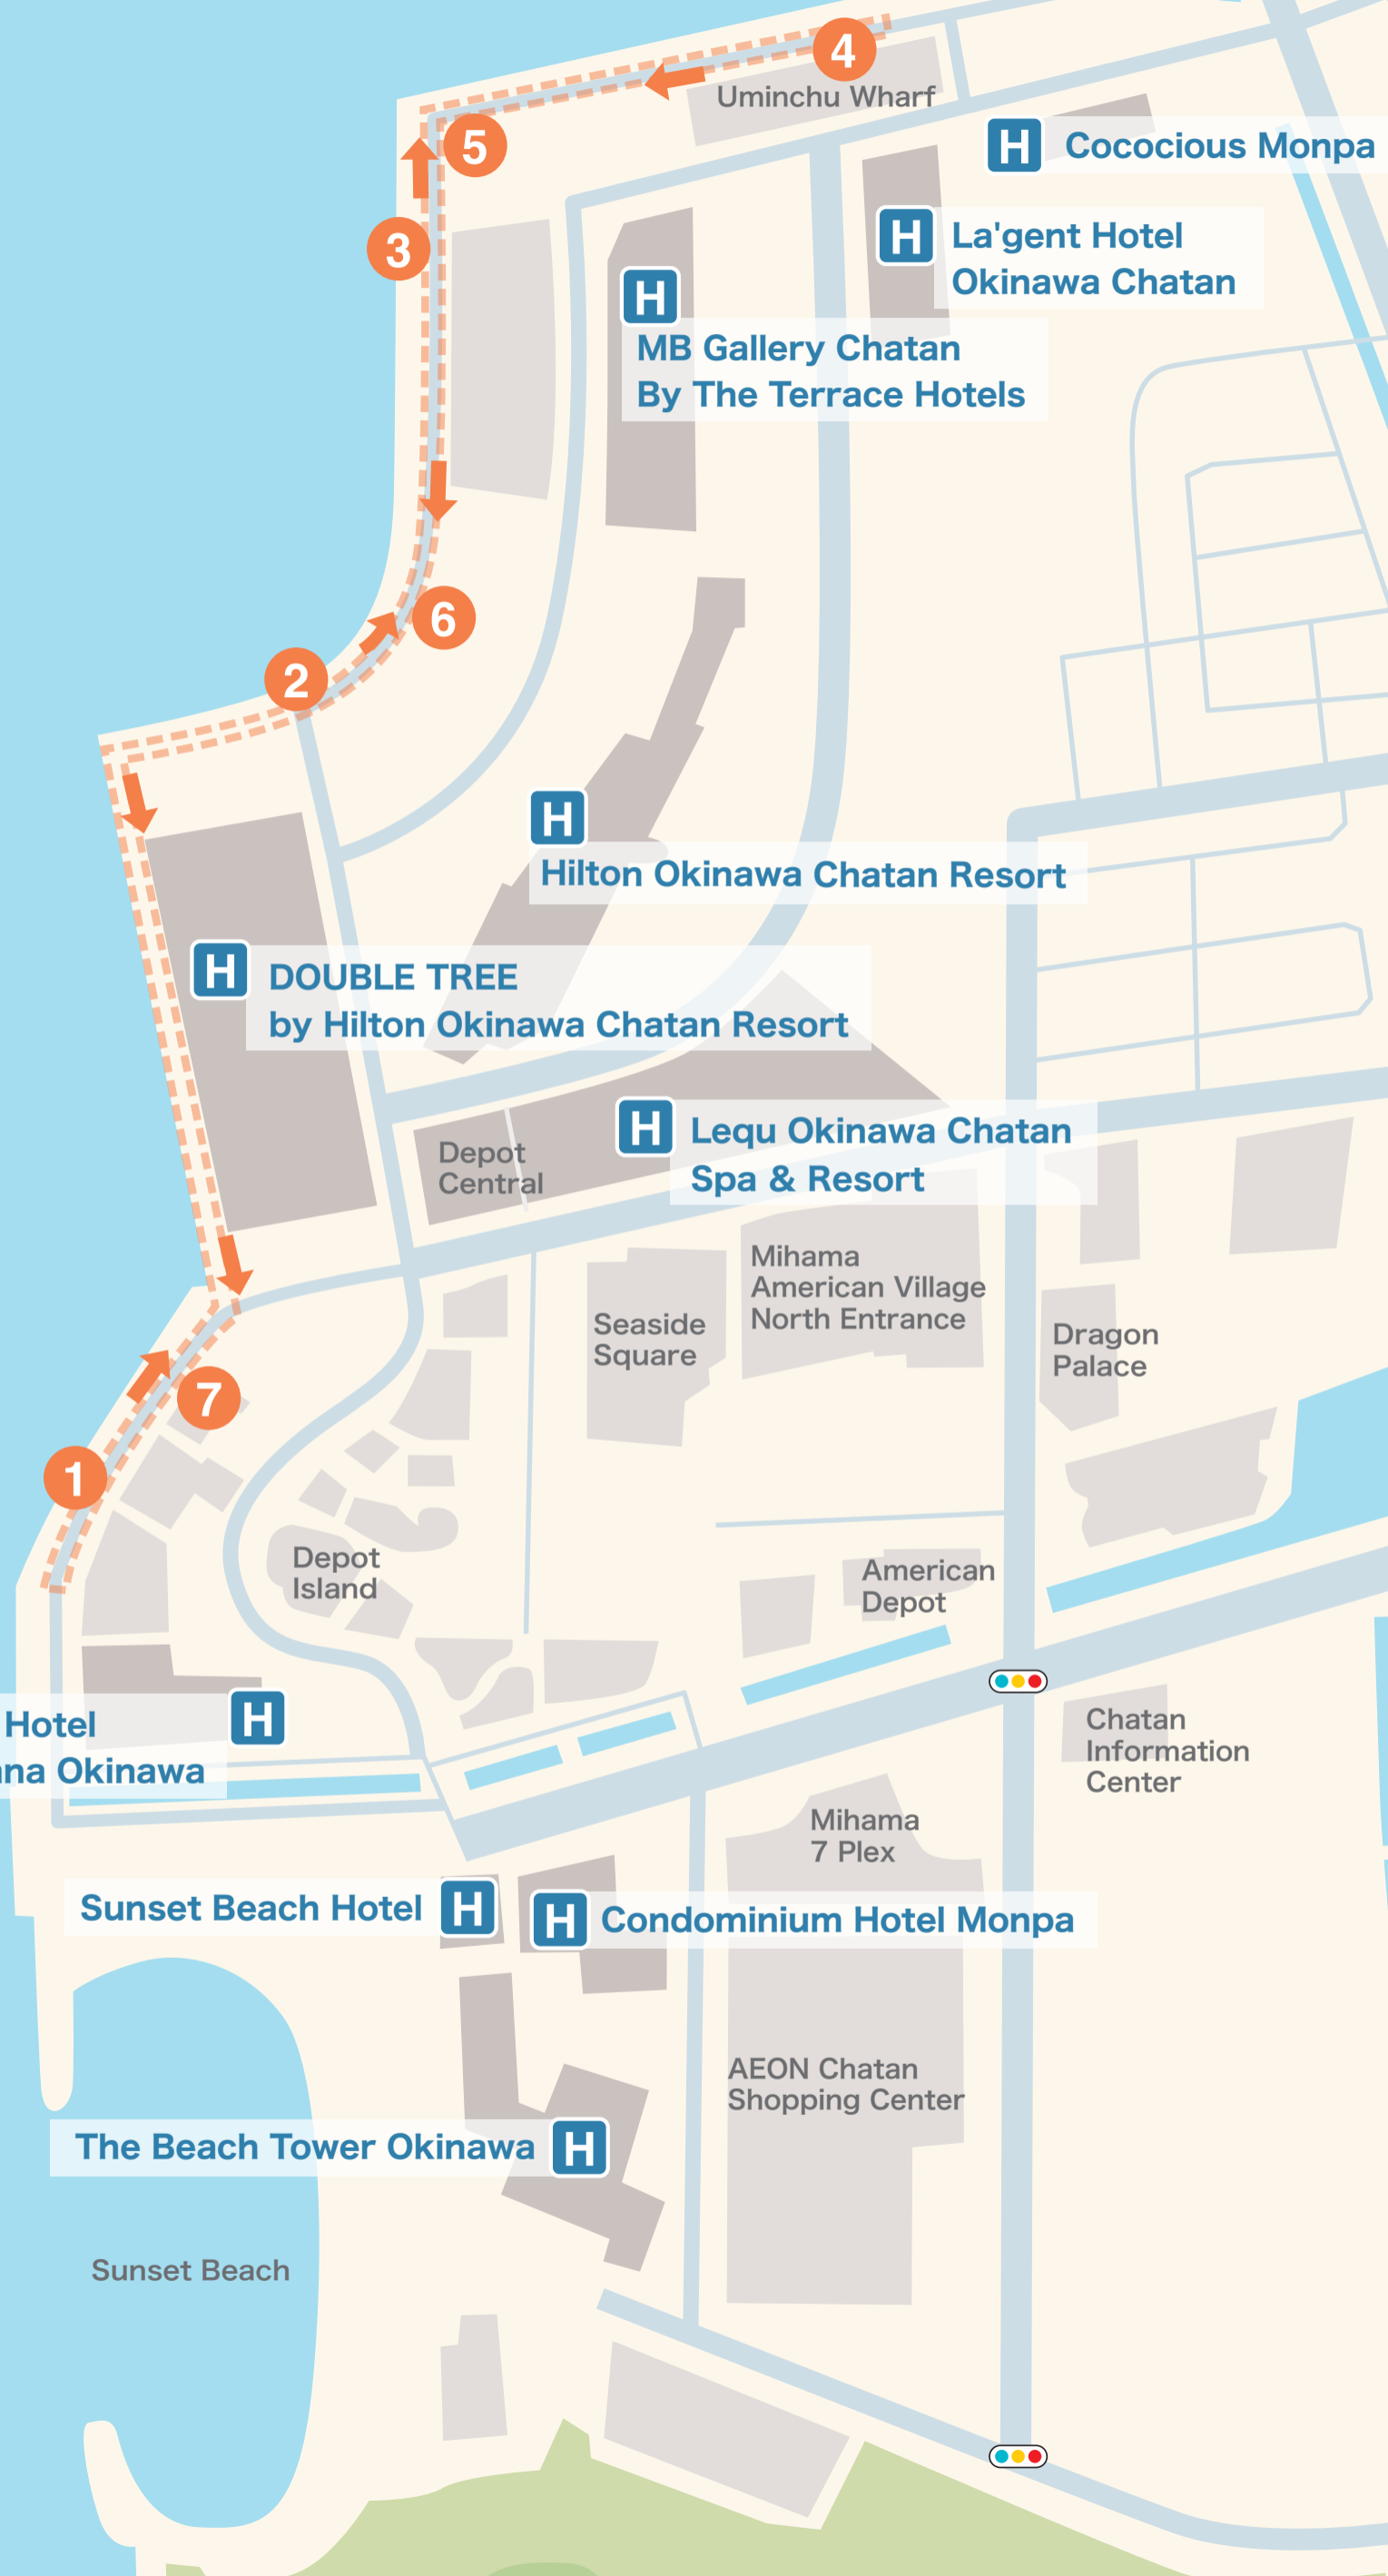 4
Uminchu Wharf
5
H
Cococious Monpa
3
H
La'gent Hotel
Okinawa Chatan
H
MB Gallery Chatan
By The Terrace Hotels
6
2
H
Hilton Okinawa Chatan Resort
H
DOUBLE TREE
by Hilton Okinawa Chatan Resort
H
Lequ Okinawa Chatan
Spa & Resort
Depot
Central
Mihama
American Village
North Entrance
Seaside
Square
Dragon
Palace
7
1
Depot
Island
American
Depot
Hotel
na Okinawa
H
Chatan
Information
Center
Mihama
7 Plex
Sunset Beach Hotel
H
H
Condominium Hotel Monpa
AEON Chatan
Shopping Center
The Beach Tower Okinawa
H
Sunset Beach